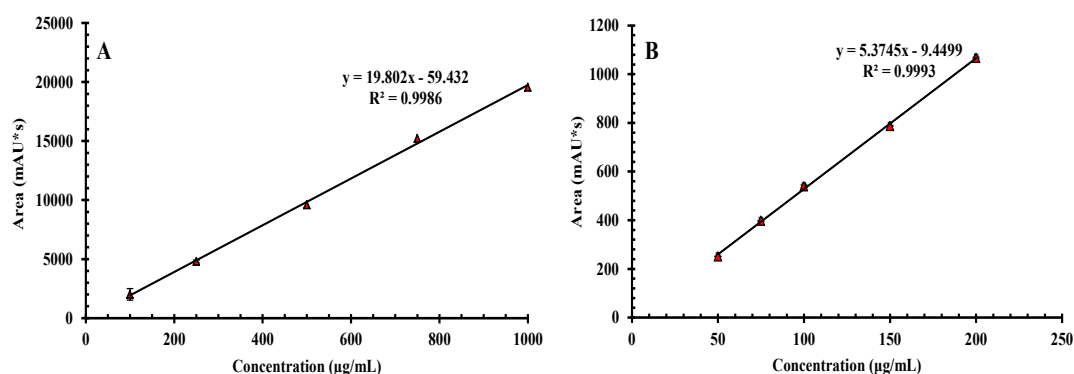 A
y = 19.802x - 59.432
R² = 0.9986
25000
20000
15000
10000
5000
0
Area (mAU*s)
0 200 400 600 800 1000
Concentration (µg/mL)
B
y = 5.3745x - 9.4499
R² = 0.9993
1200
1000
800
600
400
200
0
Area (mAU*s)
0 50 100 150 200 250
Concentration (µg/mL)